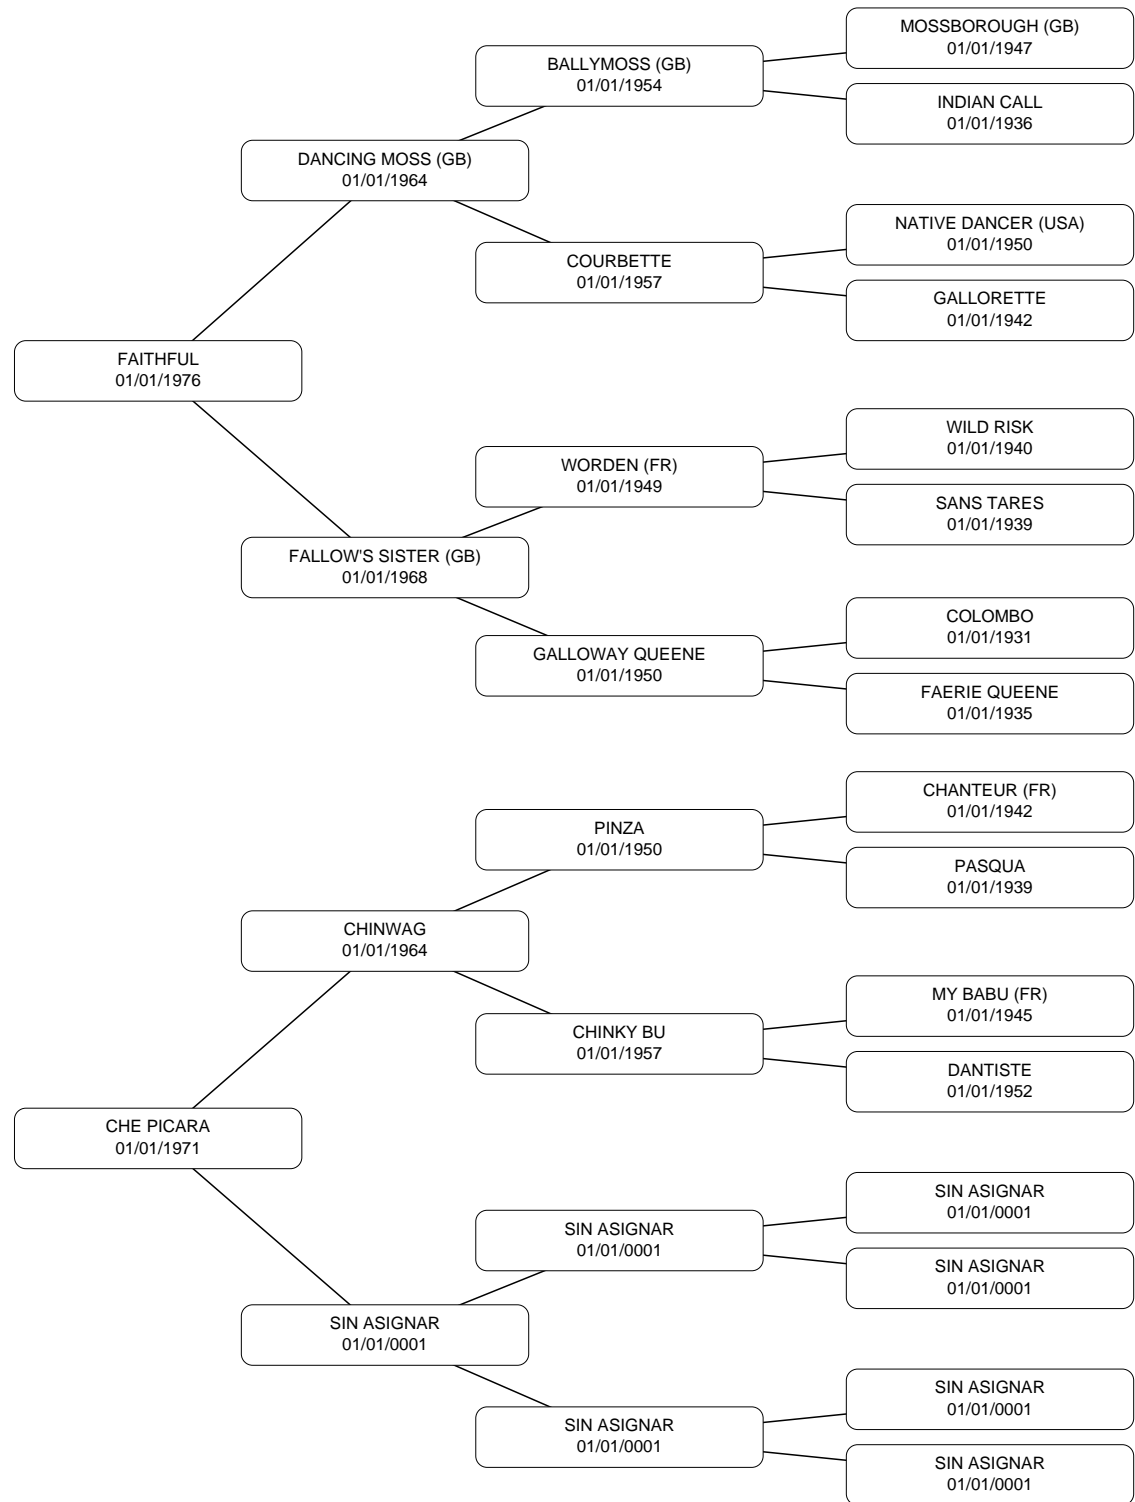 MOSSBOROUGH (GB)
01/01/1947
BALLYMOSS (GB)
01/01/1954
INDIAN CALL
01/01/1936
DANCING MOSS (GB)
01/01/1964
NATIVE DANCER (USA)
01/01/1950
COURBETTE
01/01/1957
GALLORETTE
01/01/1942
FAITHFUL
01/01/1976
WILD RISK
01/01/1940
WORDEN (FR)
01/01/1949
SANS TARES
01/01/1939
FALLOW'S SISTER (GB)
01/01/1968
COLOMBO
01/01/1931
GALLOWAY QUEENE
01/01/1950
FAERIE QUEENE
01/01/1935
CHANTEUR (FR)
01/01/1942
PINZA
01/01/1950
PASQUA
01/01/1939
CHINWAG
01/01/1964
MY BABU (FR)
01/01/1945
CHINKY BU
01/01/1957
DANTISTE
01/01/1952
CHE PICARA
01/01/1971
SIN ASIGNAR
01/01/0001
SIN ASIGNAR
01/01/0001
SIN ASIGNAR
01/01/0001
SIN ASIGNAR
01/01/0001
SIN ASIGNAR
01/01/0001
SIN ASIGNAR
01/01/0001
SIN ASIGNAR
01/01/0001